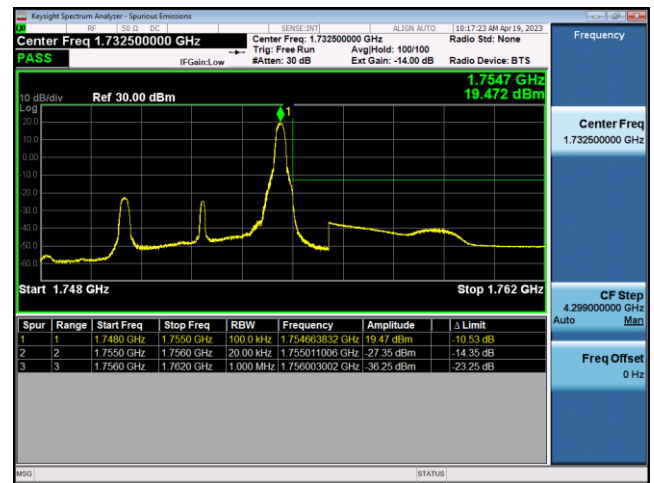 Keysight Spectrum Analyzer - Spurious Emissions
RF 50 Ω DC SENSE:INT ALIGN AUTO 10:17:23 AM Apr 19, 2023
Center Freq 1.732500000 GHz
Center Freq: 1.732500000 GHz Radio Std: None
Trig: Free Run Avg|Hold: 100/100
PASS IFGain:Low #Atten: 30 dB Ext Gain: -14.00 dB Radio Device: BTS
Frequency
1.7547 GHz
19.472 dBm
10 dB/div Ref 30.00 dBm
Log
1
20.0
10.0
0.00
-10.0
-20.0
-30.0
-40.0
-50.0
-60.0
Start 1.748 GHz Stop 1.762 GHz
Center Freq
1.732500000 GHz
CF Step
4.299000000 GHz
Auto Man
Freq Offset
0 Hz
Spur Range Start Freq Stop Freq RBW Frequency Amplitude Δ Limit
1 1 1.7480 GHz 1.7550 GHz 100.0 kHz 1.754663832 GHz 19.47 dBm -10.53 dB
2 2 1.7550 GHz 1.7560 GHz 20.00 kHz 1.755011006 GHz -27.35 dBm -14.35 dB
3 3 1.7560 GHz 1.7620 GHz 1.000 MHz 1.756003002 GHz -36.25 dBm -23.25 dB
MSG STATUS